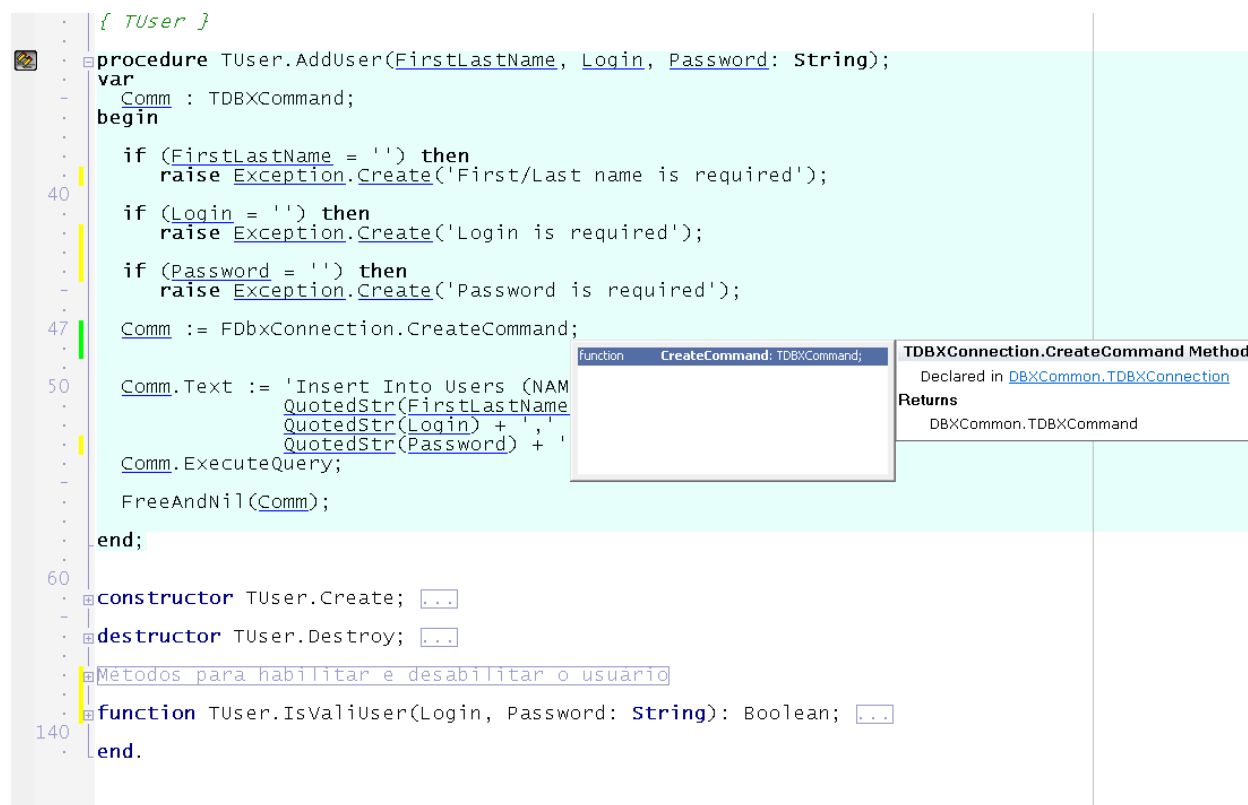 { TUser }
procedure TUser.AddUser(FirstLastName, Login, Password: String);
var
Comm : TDBXCommand;
begin
if (FirstLastName = '') then
raise Exception.Create('First/Last name is required');
40
if (Login = '') then
raise Exception.Create('Login is required');
if (Password = '') then
raise Exception.Create('Password is required');
47 Comm := FDbxConnection.CreateCommand;
function CreateCommand: TDBXCommand;
TDBXConnection.CreateCommand Method
Declared in DBXCommon.TDBXConnection
Returns
DBXCommon.TDBXCommand
50 Comm.Text := 'Insert Into Users (NAM
QuotedStr(FirstLastName
QuotedStr(Login) + ','
QuotedStr(Password) + '
Comm.ExecuteQuery;
FreeAndNil(Comm);
end;
60
constructor TUser.Create; ...
destructor TUser.Destroy; ...
Métodos para habilitar e desabilitar o usuário
function TUser.IsValiUser(Login, Password: String): Boolean; ...
140
end.